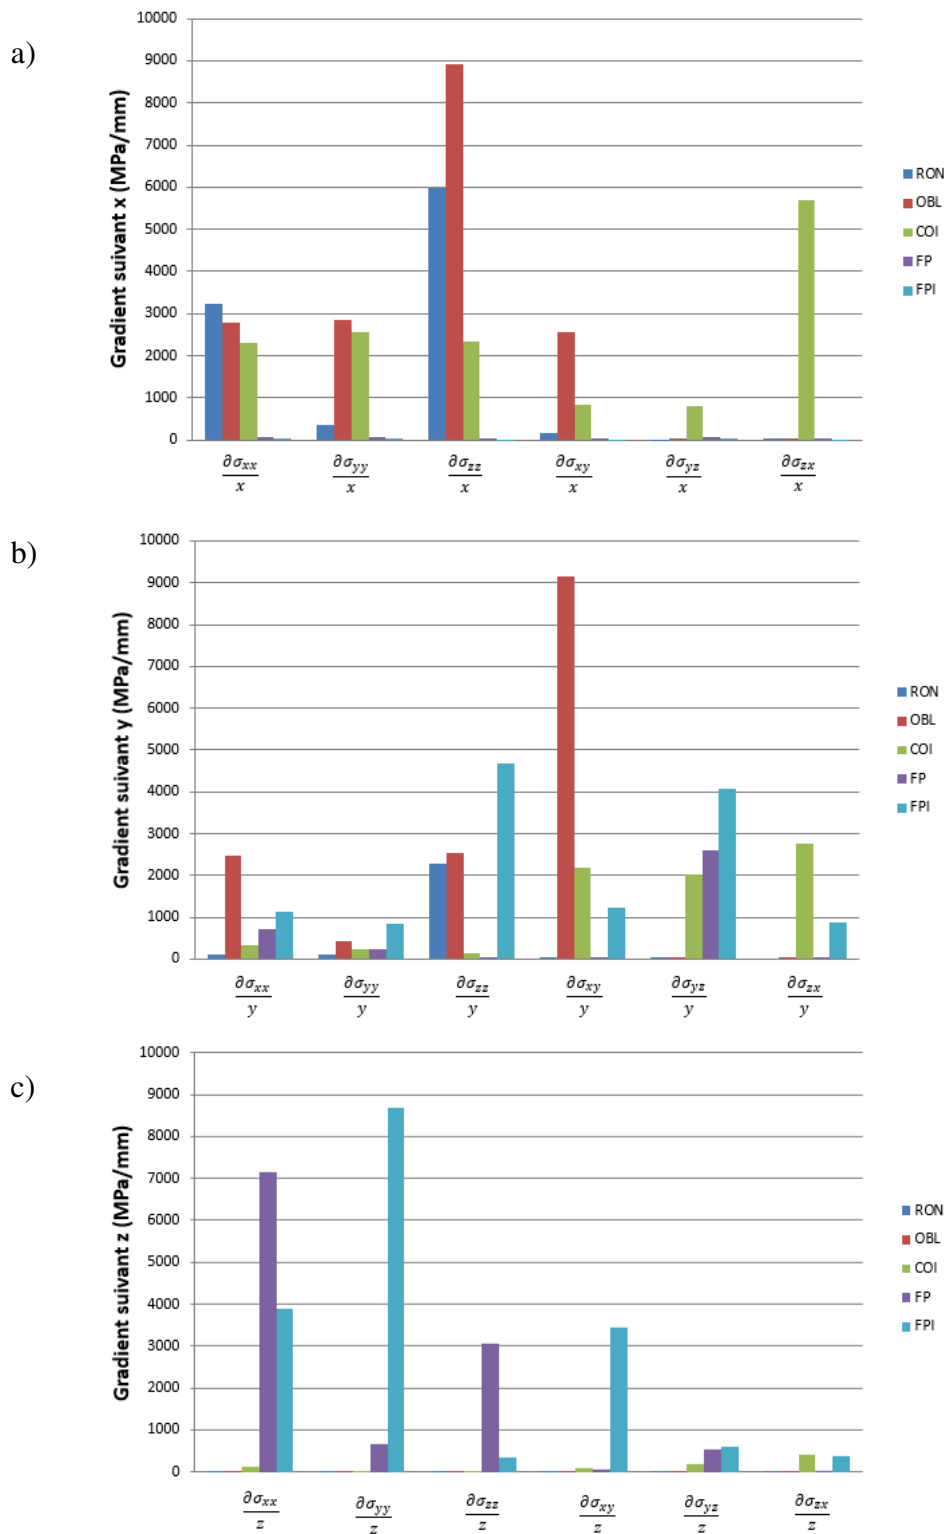 a)
Gradient suivant x (MPa/mm)
10000
9000
8000
7000
6000
5000
4000
3000
2000
1000
0
∂σxx/x ∂σyy/x ∂σzz/x ∂σxy/x ∂σyz/x ∂σzx/x
RON
OBL
COI
FP
FPI
b)
Gradient suivant y (MPa/mm)
10000
9000
8000
7000
6000
5000
4000
3000
2000
1000
0
∂σxx/y ∂σyy/y ∂σzz/y ∂σxy/y ∂σyz/y ∂σzx/y
RON
OBL
COI
FP
FPI
c)
Gradient suivant z (MPa/mm)
10000
9000
8000
7000
6000
5000
4000
3000
2000
1000
0
∂σxx/z ∂σyy/z ∂σzz/z ∂σxy/z ∂σyz/z ∂σzx/z
RON
OBL
COI
FP
FPI